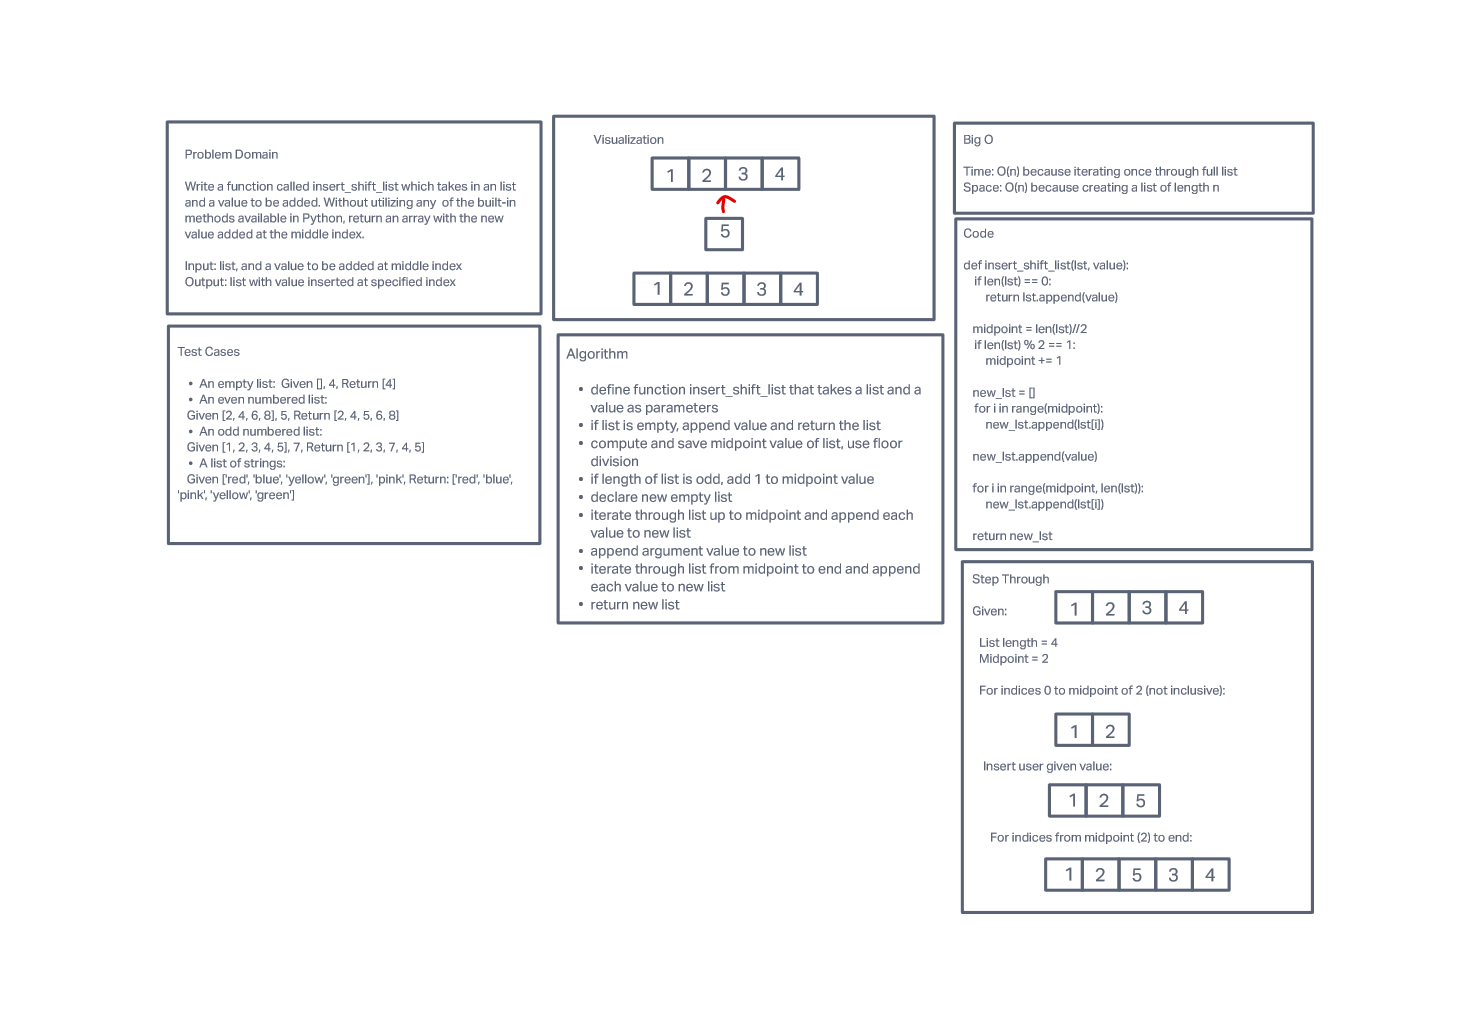 Problem Domain
Write a function called insert_shift_list which takes in an list
and a value to be added. Without utilizing any  of the built-in
methods available in Python, return an array with the new
value added at the middle index.
Input: list, and a value to be added at middle index
Output: list with value inserted at specified index
Test Cases
• An empty list:  Given [], 4, Return [4]
• An even numbered list:
Given [2, 4, 6, 8], 5, Return [2, 4, 5, 6, 8]
• An odd numbered list:
Given [1, 2, 3, 4, 5], 7, Return [1, 2, 3, 7, 4, 5]
• A list of strings:
Given ['red', 'blue', 'yellow', 'green'], 'pink', Return: ['red', 'blue',
'pink', 'yellow', 'green']
Visualization
1 2 3 4
5
1 2 5 3 4
Algorithm
• define function insert_shift_list that takes a list and a
value as parameters
• if list is empty, append value and return the list
• compute and save midpoint value of list, use floor
division
• if length of list is odd, add 1 to midpoint value
• declare new empty list
• iterate through list up to midpoint and append each
value to new list
• append argument value to new list
• iterate through list from midpoint to end and append
each value to new list
• return new list
Big O
Time: O(n) because iterating once through full list
Space: O(n) because creating a list of length n
Code
def insert_shift_list(lst, value):
if len(lst) == 0:
return lst.append(value)
midpoint = len(lst)//2
if len(lst) % 2 == 1:
midpoint += 1
new_lst = []
for i in range(midpoint):
new_lst.append(lst[i])
new_lst.append(value)
for i in range(midpoint, len(lst)):
new_lst.append(lst[i])
return new_lst
Step Through
Given: 1 2 3 4
List length = 4
Midpoint = 2
For indices 0 to midpoint of 2 (not inclusive):
1 2
Insert user given value:
1 2 5
For indices from midpoint (2) to end:
1 2 5 3 4